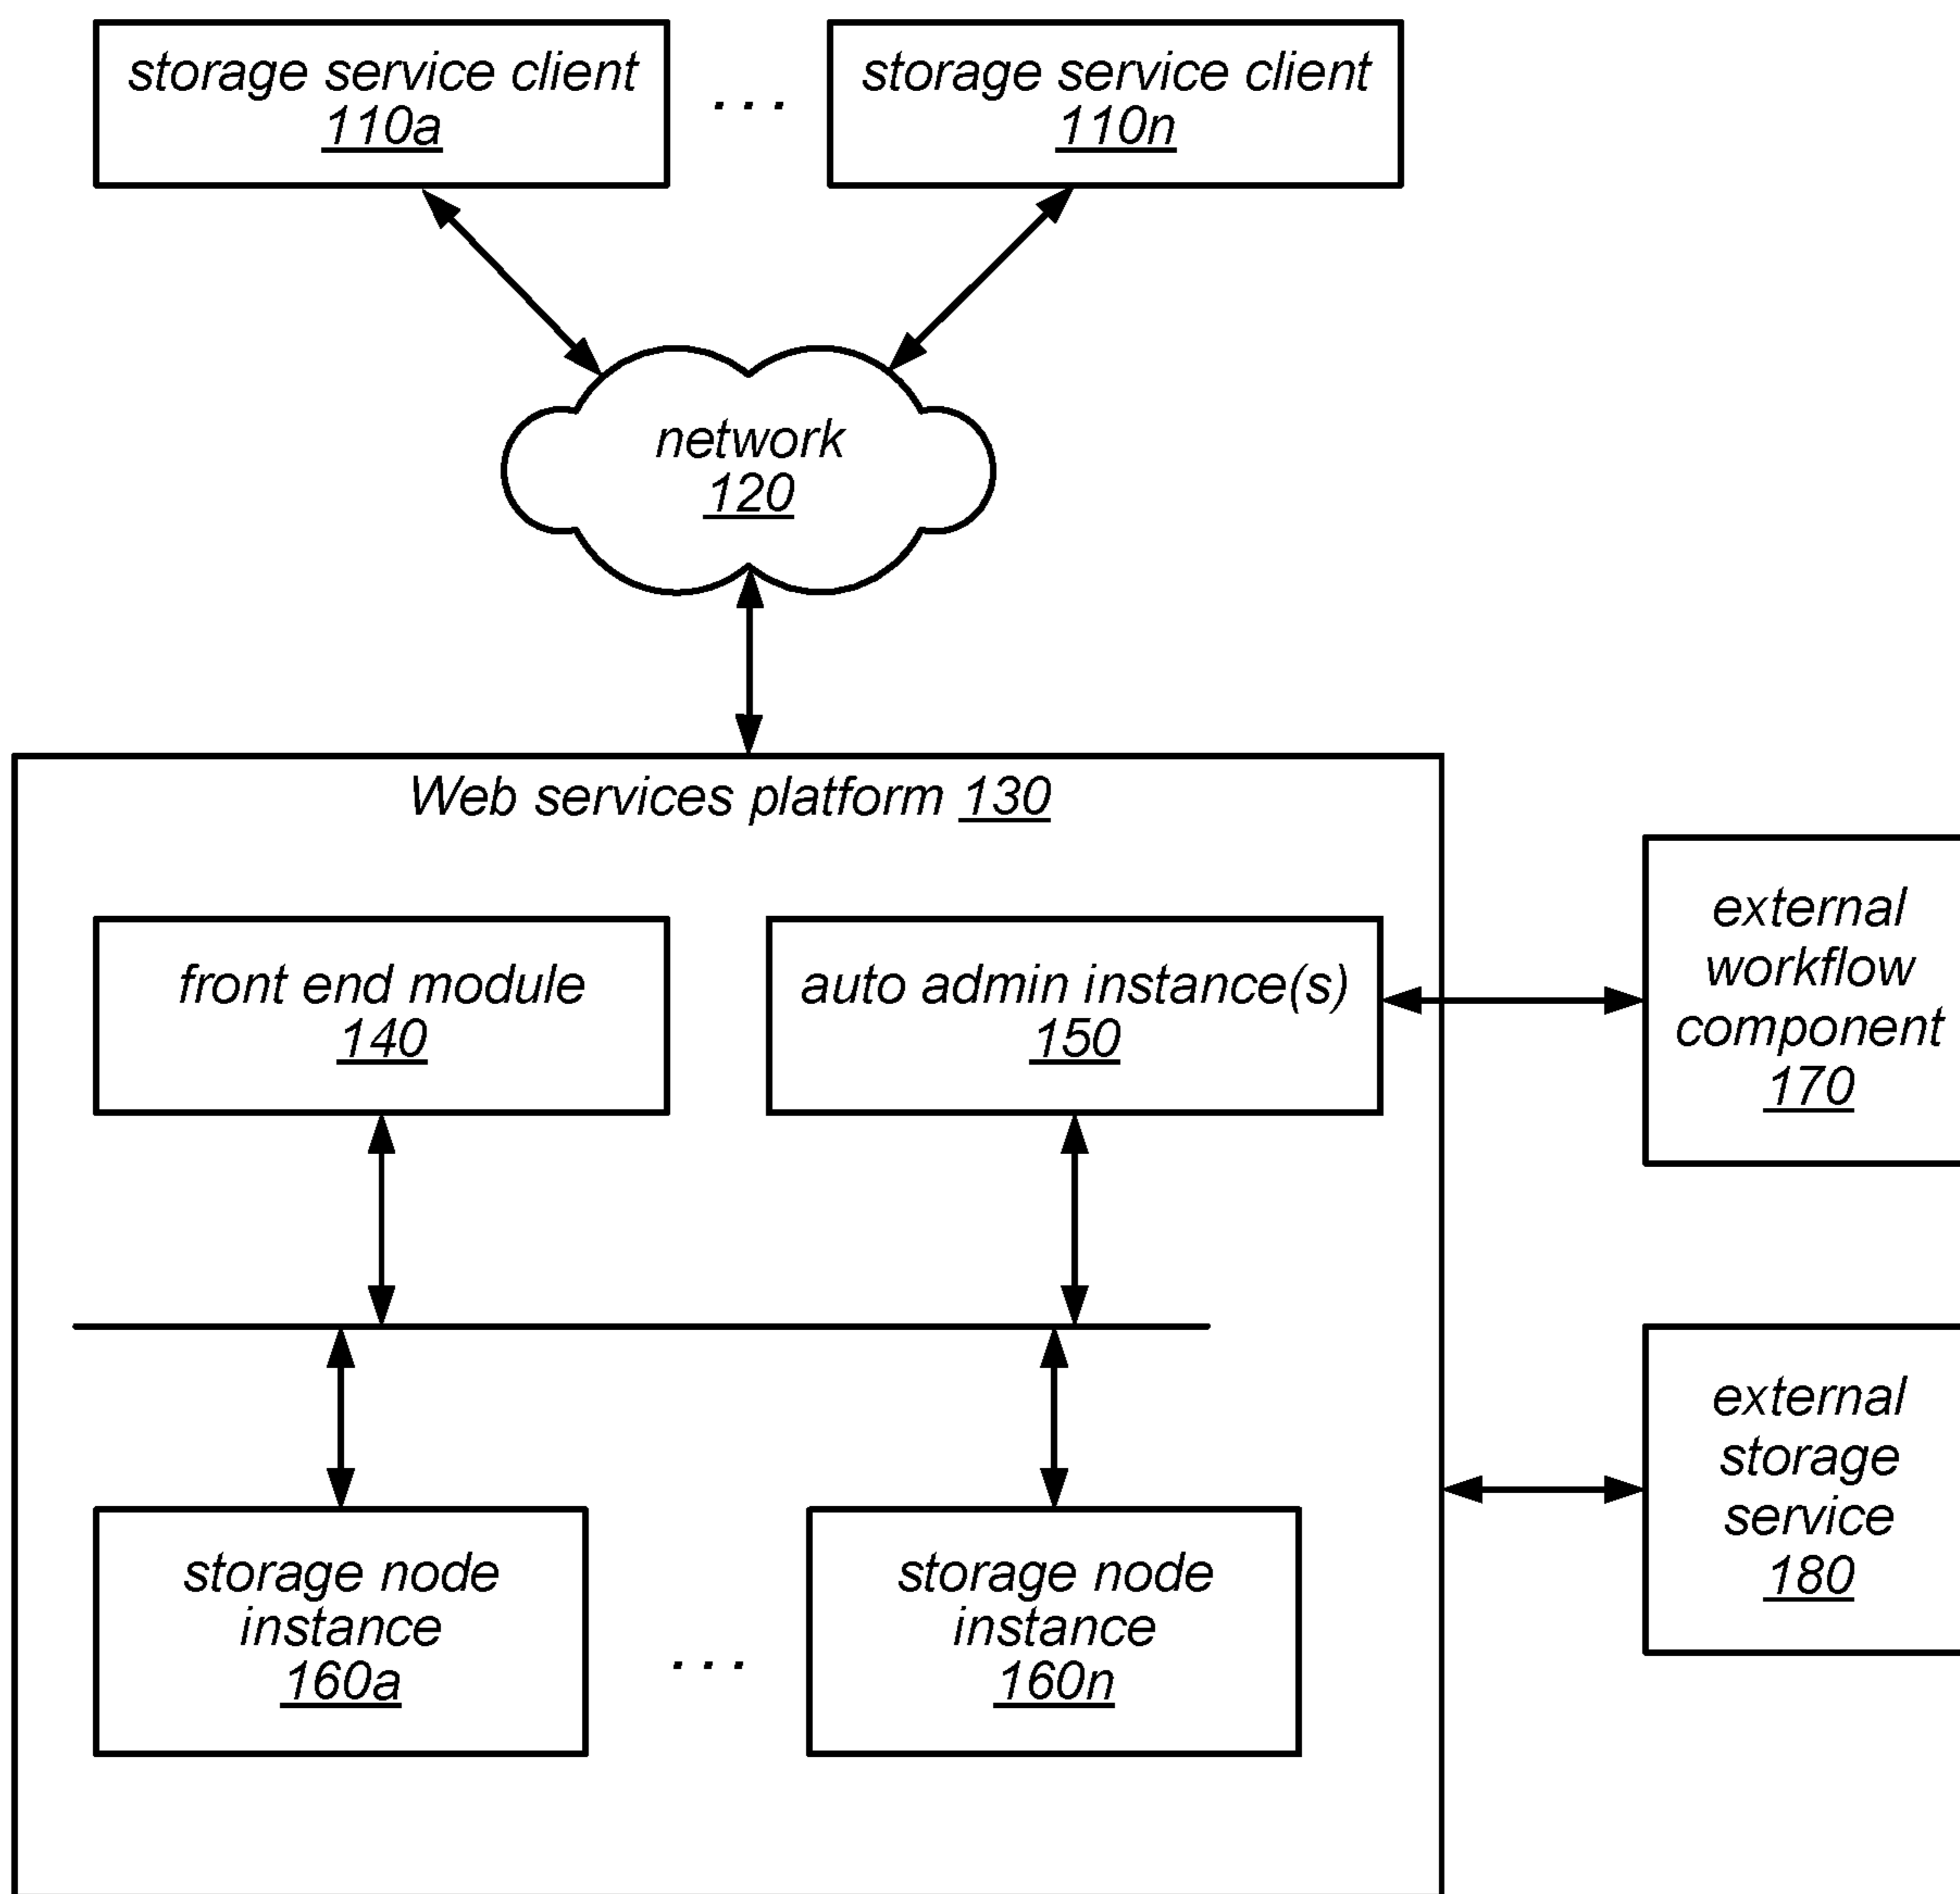 storage service client
110a
. . .
storage service client
110n
network
120
Web services platform 130
front end module
140
auto admin instance(s)
150
external
workflow
component
170
external
storage
service
180
storage node
instance
160a
. . .
storage node
instance
160n